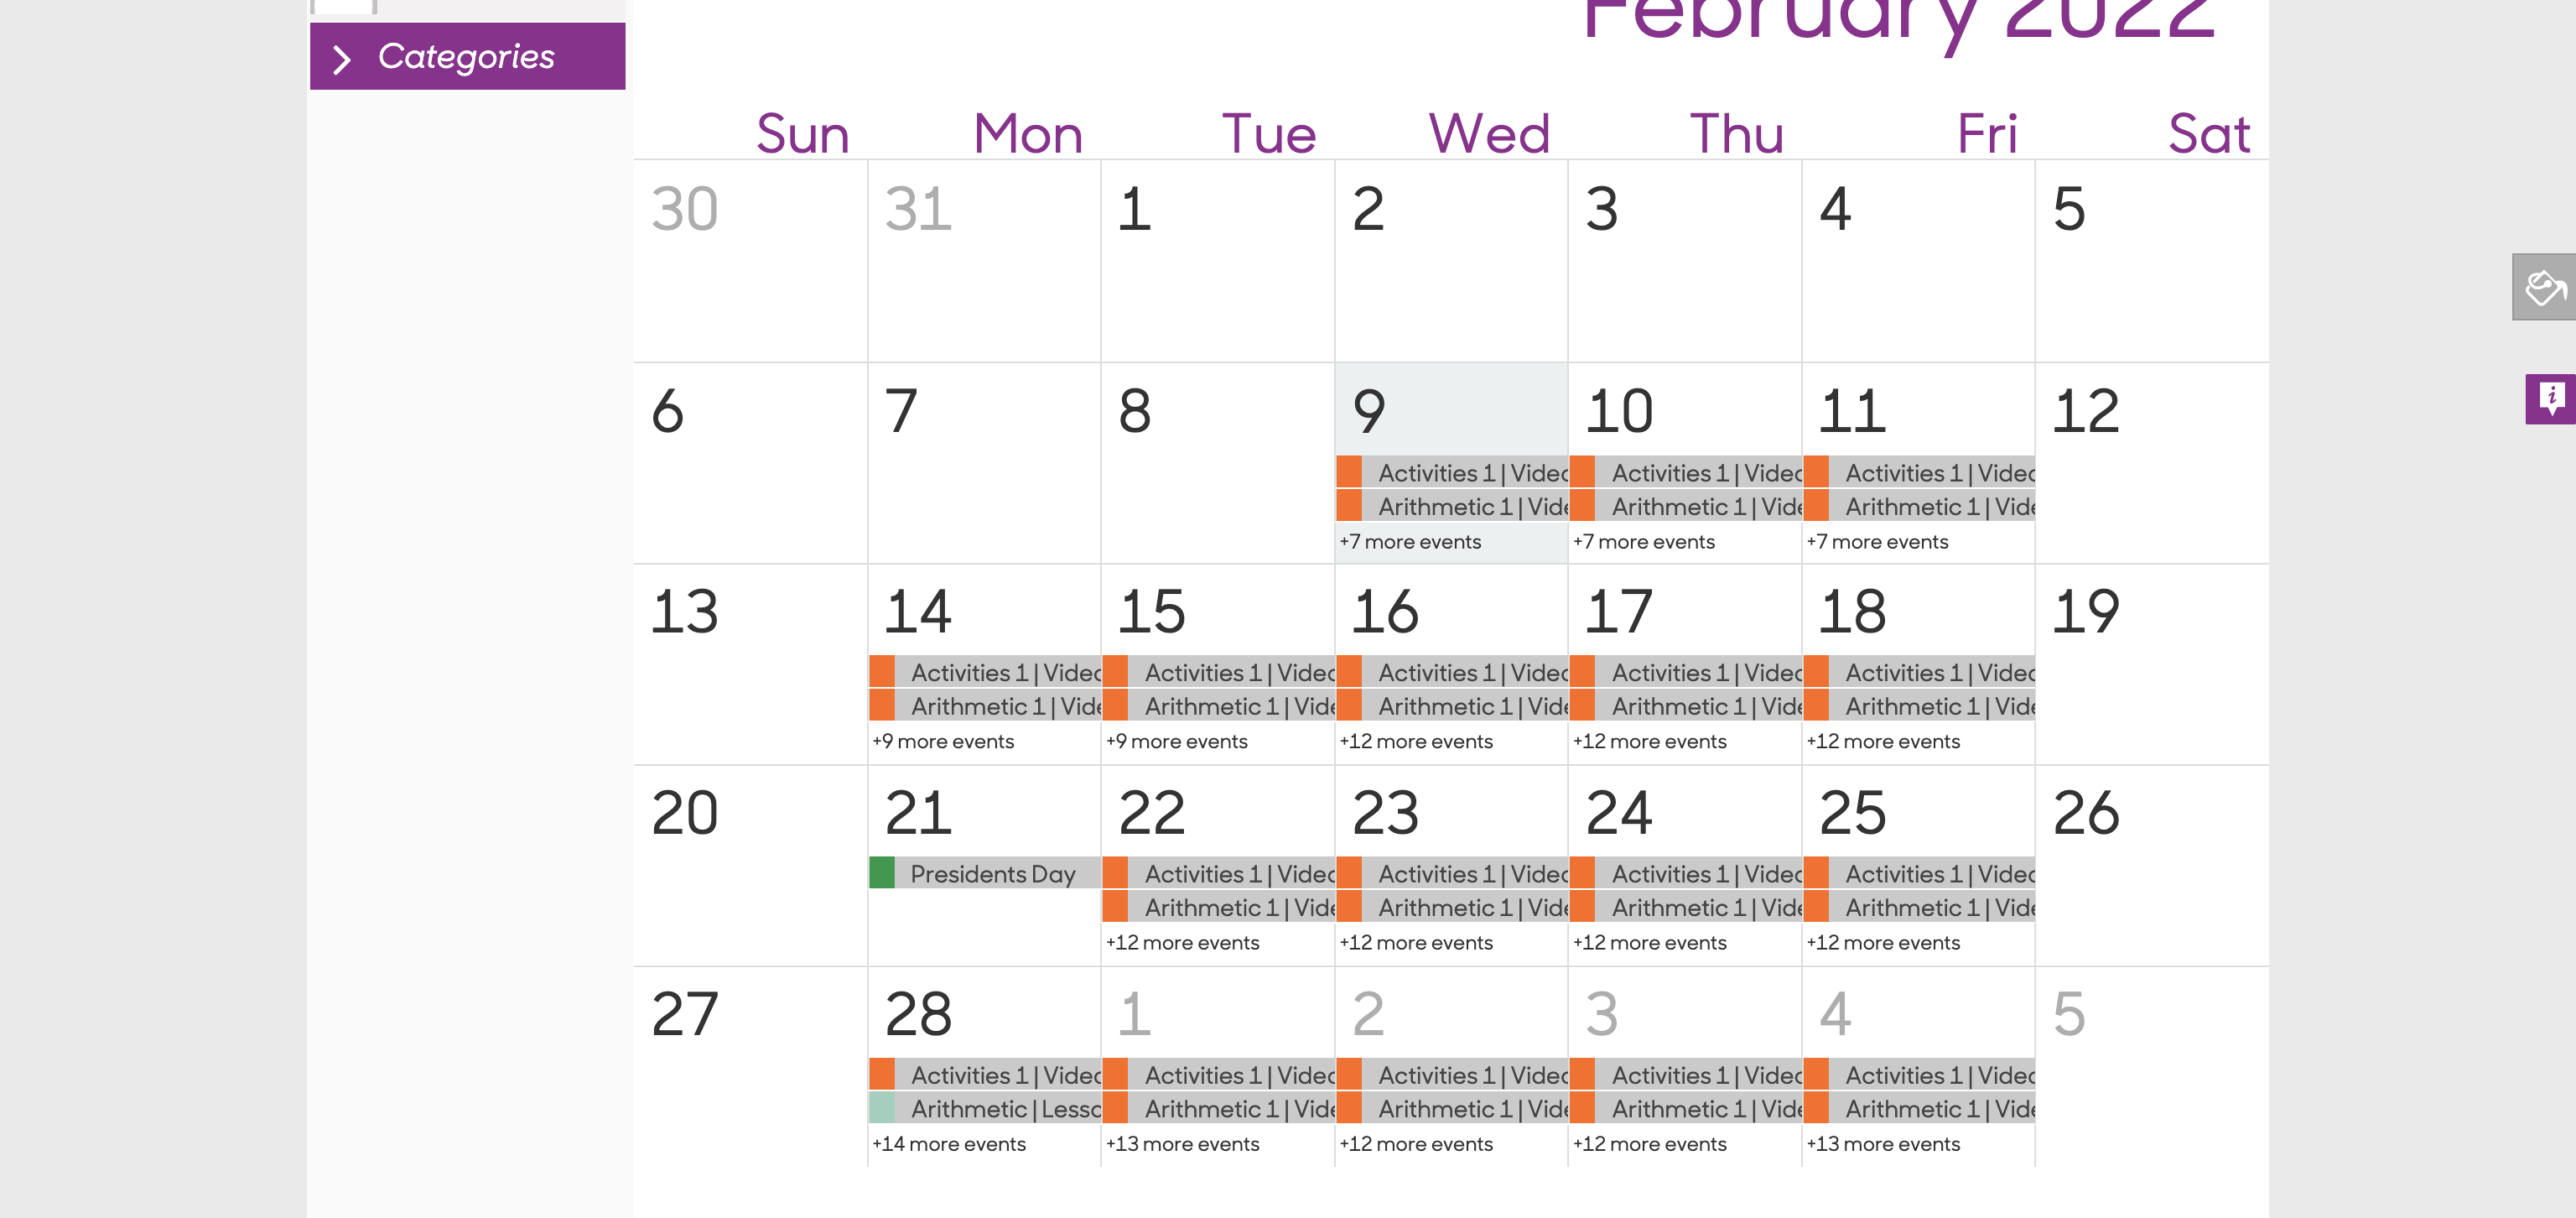 February 2022
Categories
Sun Mon Tue Wed Thu Fri Sat
30 31 1 2 3 4 5
6 7 8 9 10 11 12
Activities 1 | Video Activities 1 | Video Activities 1 | Video
Arithmetic 1 | Vide Arithmetic 1 | Vide Arithmetic 1 | Vide
+7 more events +7 more events +7 more events
13 14 15 16 17 18 19
Activities 1 | Video Activities 1 | Video Activities 1 | Video Activities 1 | Video Activities 1 | Video
Arithmetic 1 | Vide Arithmetic 1 | Vide Arithmetic 1 | Vide Arithmetic 1 | Vide Arithmetic 1 | Vide
+9 more events +9 more events +12 more events +12 more events +12 more events
20 21 22 23 24 25 26
Presidents Day Activities 1 | Video Activities 1 | Video Activities 1 | Video Activities 1 | Video
Arithmetic 1 | Vide Arithmetic 1 | Vide Arithmetic 1 | Vide Arithmetic 1 | Vide
+12 more events +12 more events +12 more events +12 more events
27 28 1 2 3 4 5
Activities 1 | Video Activities 1 | Video Activities 1 | Video Activities 1 | Video Activities 1 | Video
Arithmetic | Lesso Arithmetic 1 | Vide Arithmetic 1 | Vide Arithmetic 1 | Vide Arithmetic 1 | Vide
+14 more events +13 more events +12 more events +12 more events +13 more events